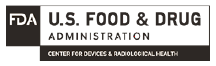 FDA U.S. FOOD & DRUG
ADMINISTRATION
CENTER FOR DEVICES & RADIOLOGICAL HEALTH